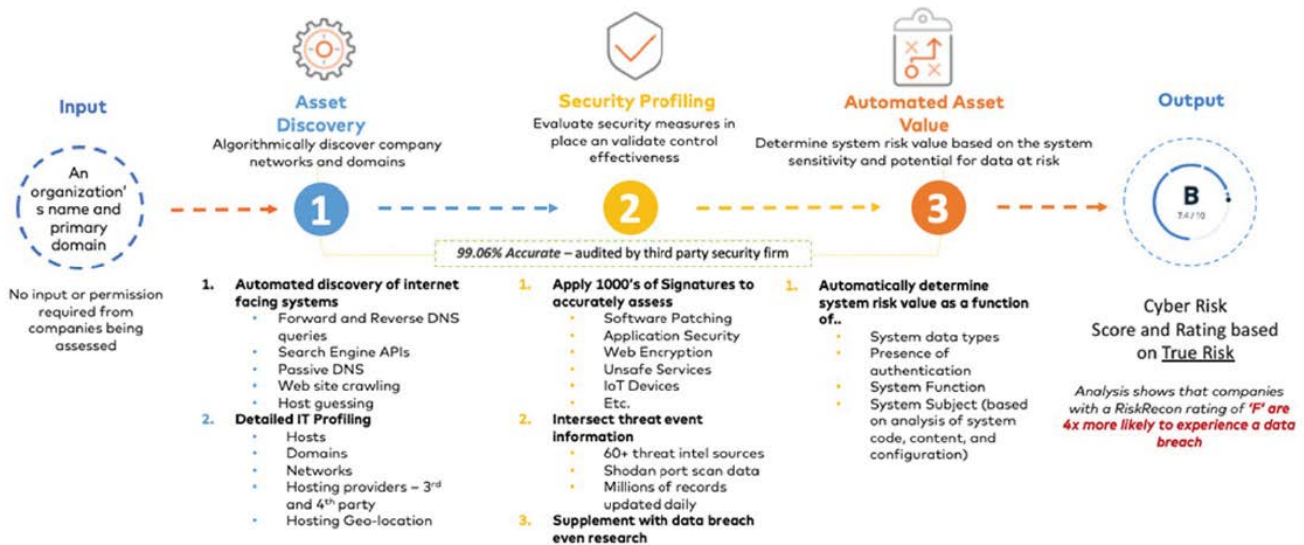 Input
An
organization'
s name and
primary
domain
No input or permission
required from
companies being
assessed
Asset
Discovery
Algorithmically discover company
networks and domains
1
Security Profiling
Evaluate security measures in
place an validate control
effectiveness
2
Automated Asset
Value
Determine system risk value based on the system
sensitivity and potential for data at risk
3
Output
B
7.4 / 10
99.06% Accurate – audited by third party security firm
1. Automated discovery of internet
facing systems
• Forward and Reverse DNS
queries
• Search Engine APIs
• Passive DNS
• Web site crawling
• Host guessing
2. Detailed IT Profiling
• Hosts
• Domains
• Networks
• Hosting providers – 3rd
and 4th party
• Hosting Geo-location
1. Apply 1000's of Signatures to
accurately assess
• Software Patching
• Application Security
• Web Encryption
• Unsafe Services
• IoT Devices
• Etc.
2. Intersect threat event
information
• 60+ threat intel sources
• Shodan port scan data
• Millions of records
updated daily
3. Supplement with data breach
even research
1. Automatically determine
system risk value as a function
of..
• System data types
• Presence of
authentication
• System Function
• System Subject (based
on analysis of system
code, content, and
configuration)
Cyber Risk
Score and Rating based
on True Risk
Analysis shows that companies
with a RiskRecon rating of 'F' are
4x more likely to experience a data
breach